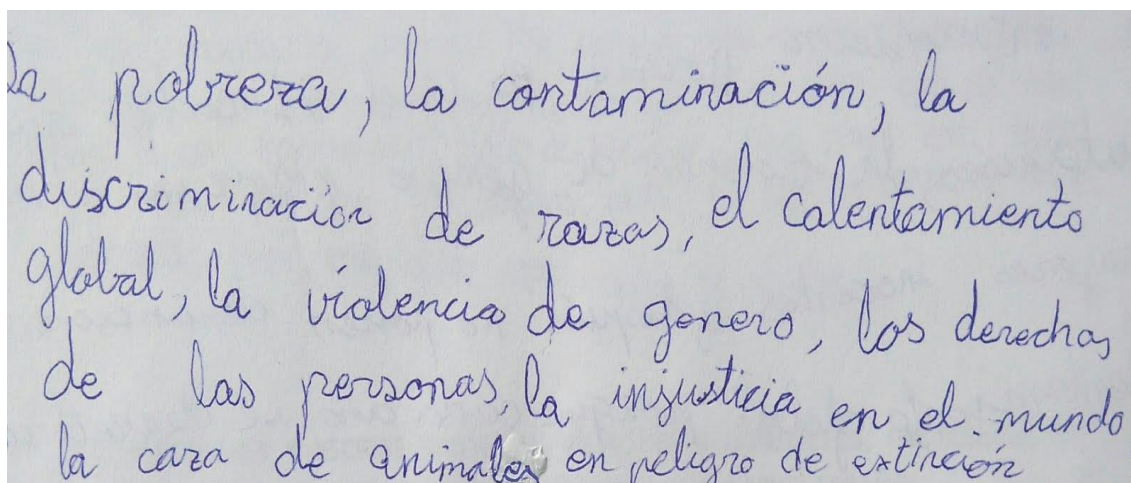 La pobreza, la contaminación, la
discriminación de razas, el calentamiento
global, la violencia de genero, los derechos
de las personas la injusticia en el mundo
la caza de animales en peligro de extinción